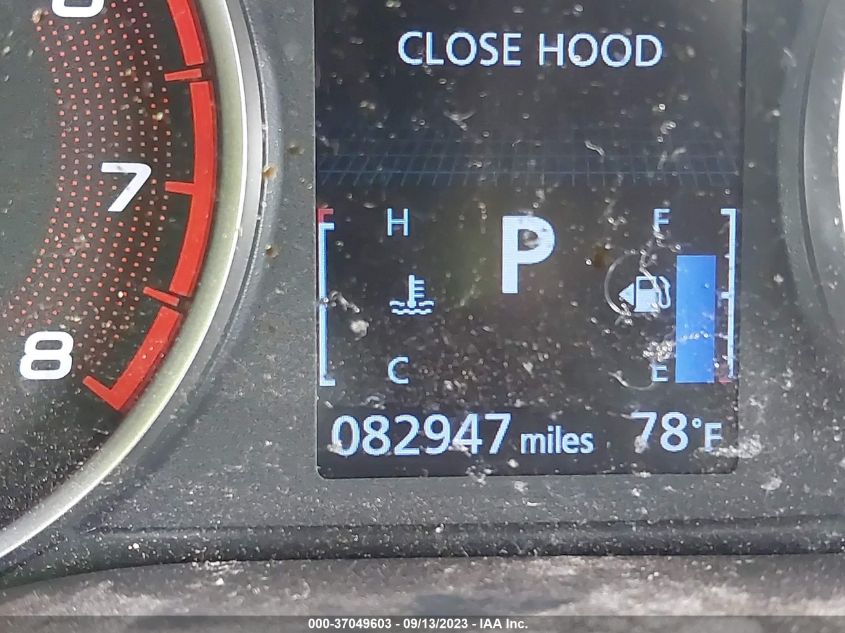 CLOSE HOOD
7
8
H
P
F
C
E
082947 miles 78°F
000-37049603 - 09/13/2023 - IAA Inc.